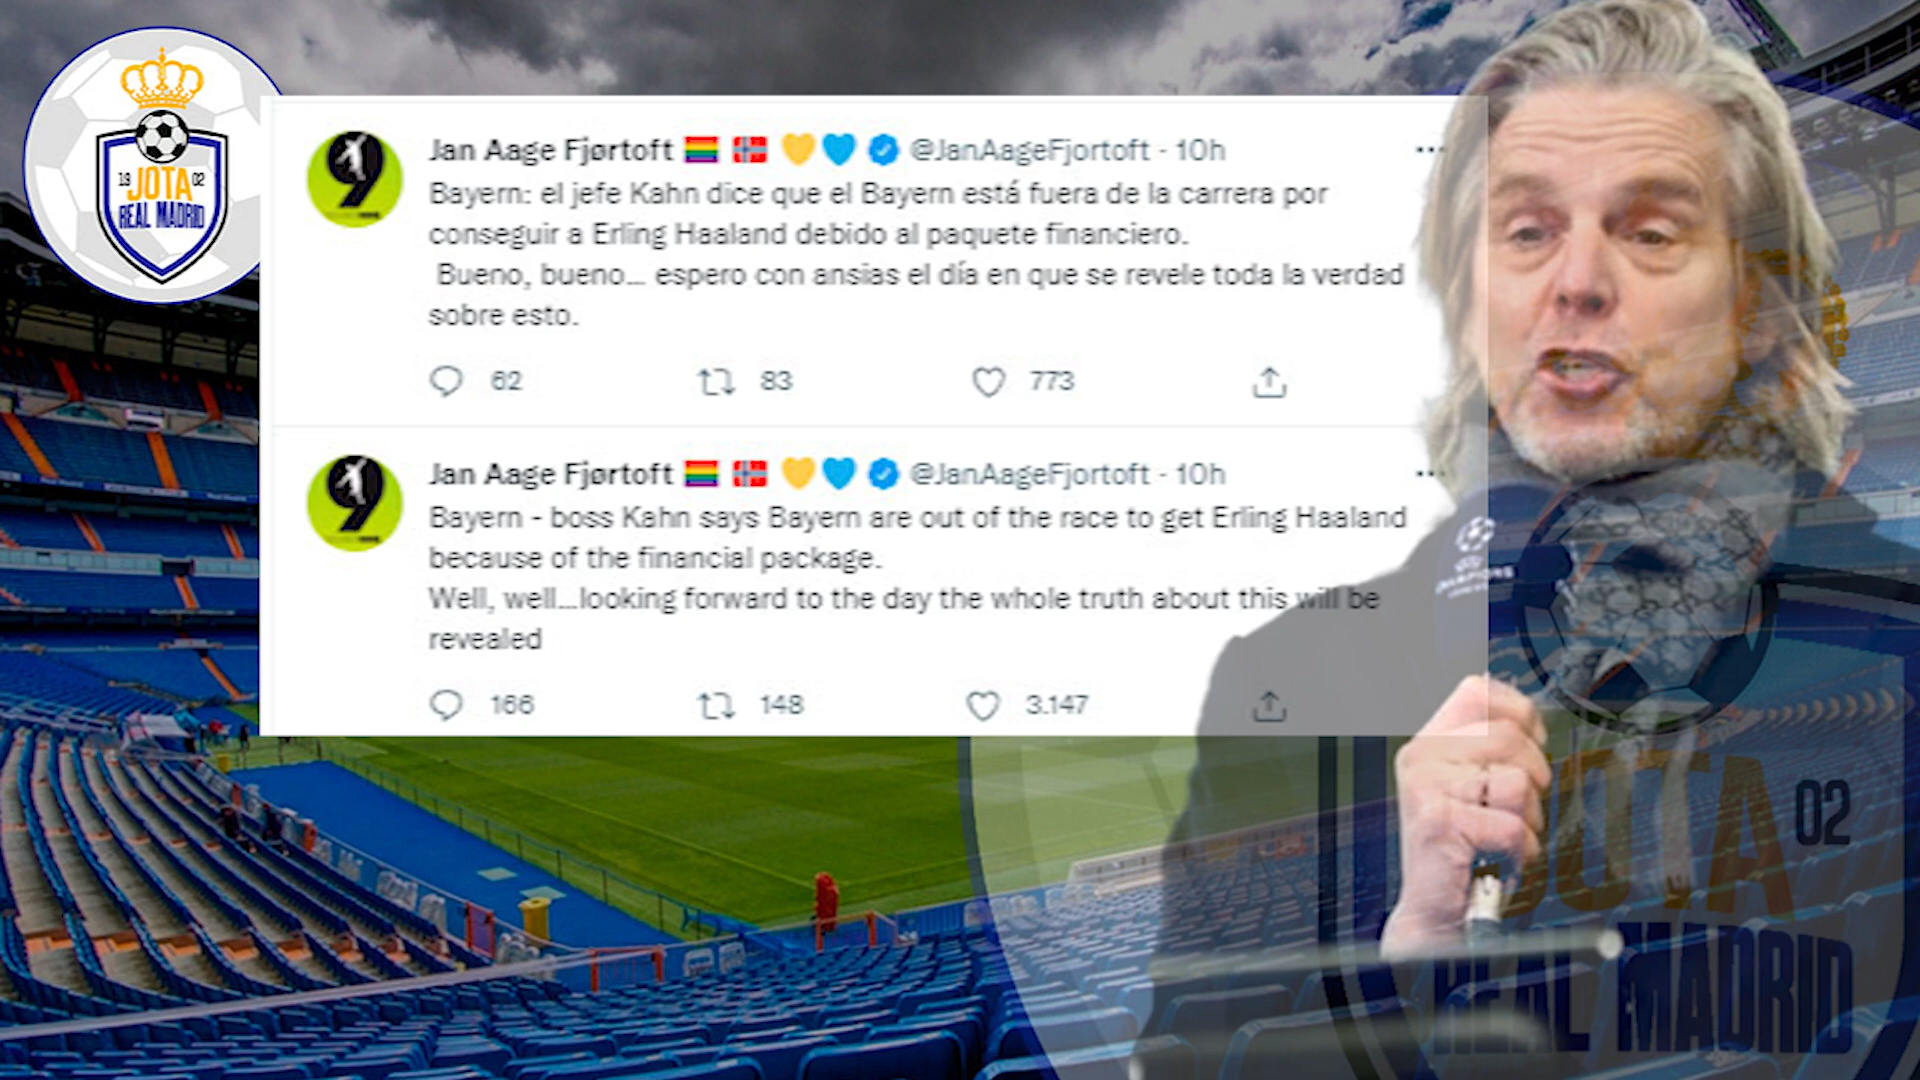 19 JOTA 02
REAL MADRID
Jan Aage Fjørtoft 🏳️‍🌈 🇳🇴 💛 💙 @JanAageFjortoft - 10h
Bayern: el jefe Kahn dice que el Bayern está fuera de la carrera por
conseguir a Erling Haaland debido al paquete financiero.
Bueno, bueno... espero con ansias el día en que se revele toda la verdad
sobre esto.
62 83 773
Jan Aage Fjørtoft 🏳️‍🌈 🇳🇴 💛 💙 @JanAageFjortoft - 10h
Bayern - boss Kahn says Bayern are out of the race to get Erling Haaland
because of the financial package.
Well, well...looking forward to the day the whole truth about this will be
revealed
166 148 3.147
9
9
JOTA 02
REAL MADRID